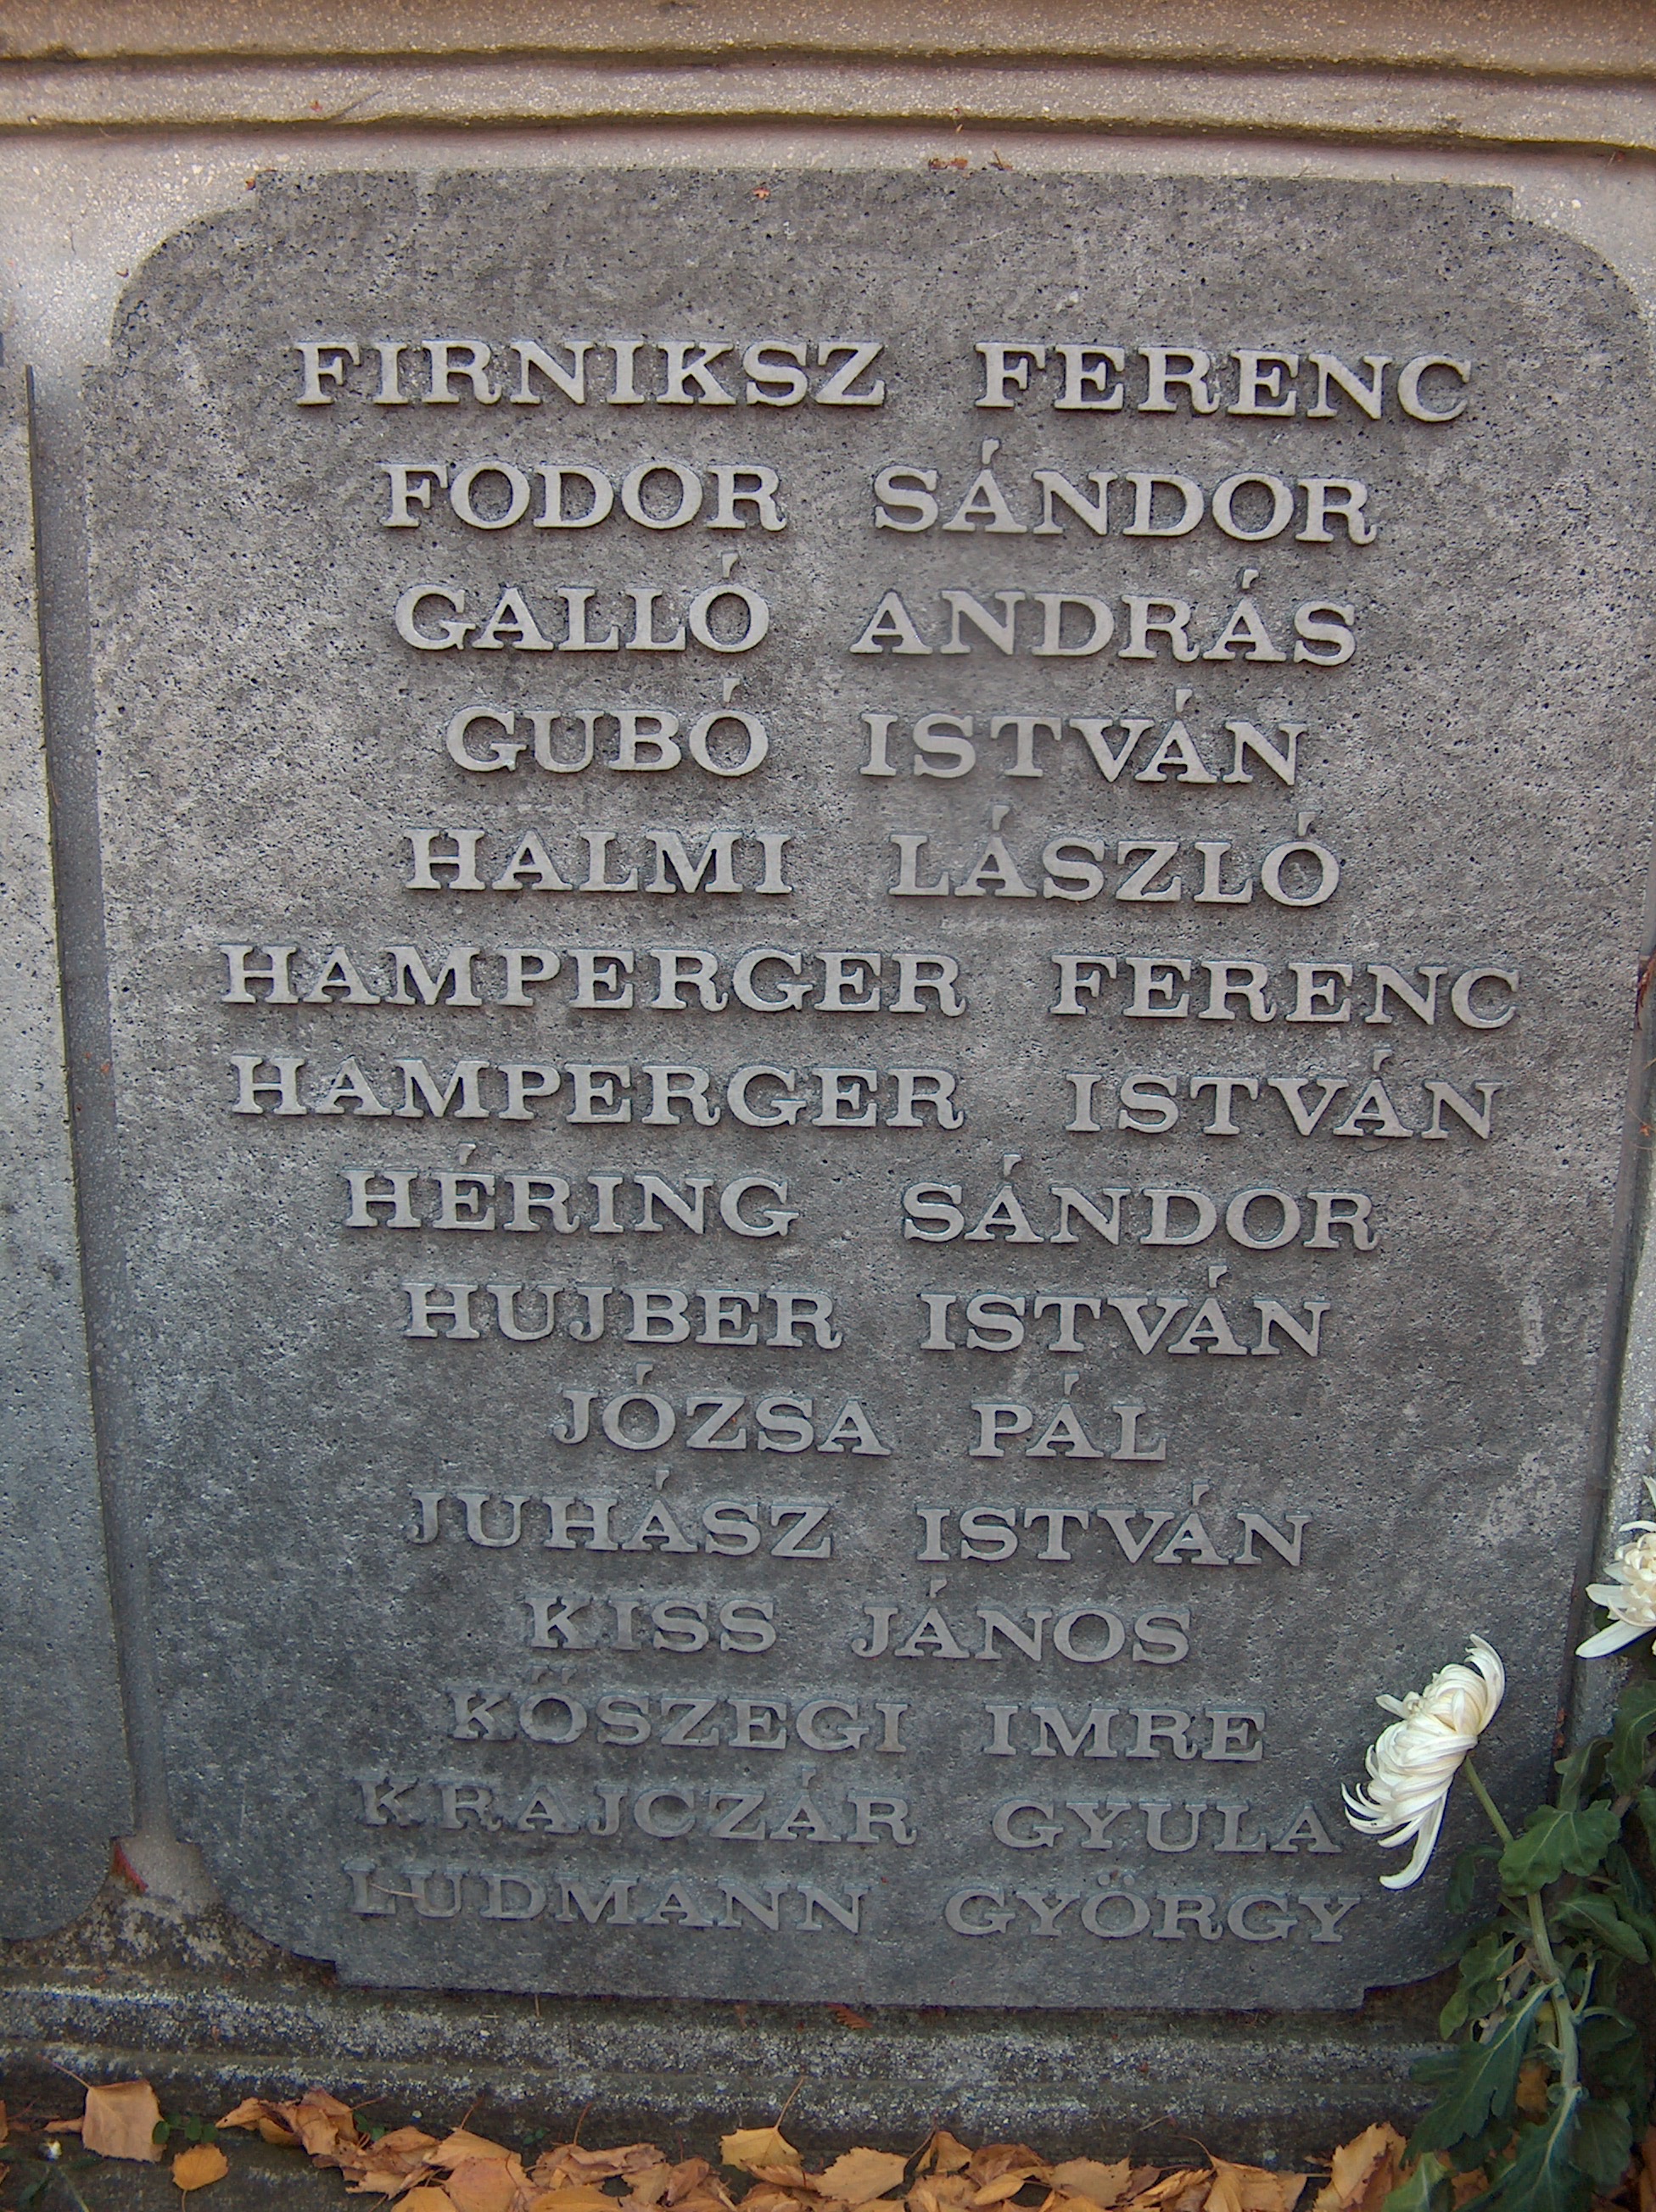 FIRNIKSZ FERENC
FODOR SÁNDOR
GALLÓ ANDRÁS
GUBÓ ISTVÁN
HALMI LÁSZLÓ
HAMPERGER FERENC
HAMPERGER ISTVÁN
HÉRING SÁNDOR
HUJBER ISTVÁN
JÓZSA PÁL
JUHÁSZ ISTVÁN
KISS JÁNOS
KŐSZEGI IMRE
KRAJCZÁR GYULA
LUDMANN GYÖRGY